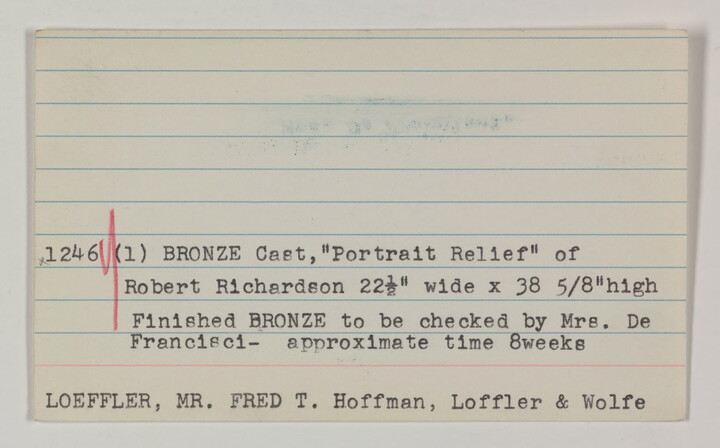 x1246 (1) BRONZE Cast, "Portrait Relief" of
Robert Richardson 22½" wide x 38 5/8"high
Finished BRONZE to be checked by Mrs. De
Francisci- approximate time 8weeks
LOEFFLER, MR. FRED T. Hoffman, Loffler & Wolfe